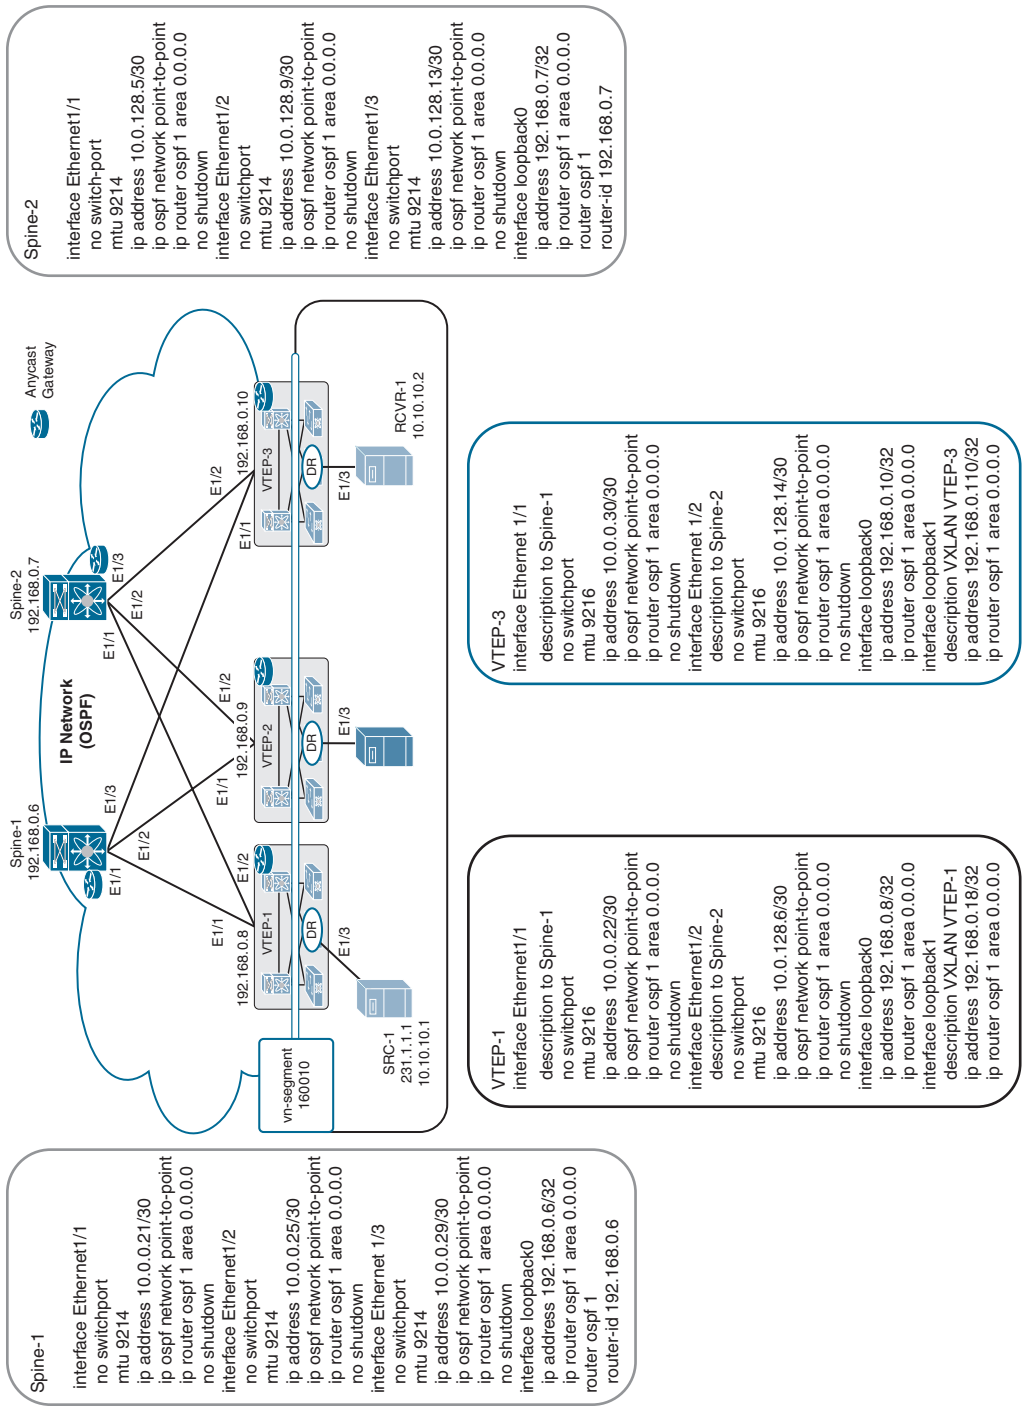 Spine-1
interface Ethernet1/1
no switchport
mtu 9214
ip address 10.0.0.21/30
ip ospf network point-to-point
ip router ospf 1 area 0.0.0.0
no shutdown
interface Ethernet1/2
no switchport
mtu 9214
ip address 10.0.0.25/30
ip ospf network point-to-point
ip router ospf 1 area 0.0.0.0
no shutdown
interface Ethernet 1/3
no switchport
mtu 9214
ip address 10.0.0.29/30
ip ospf network point-to-point
ip router ospf 1 area 0.0.0.0
no shutdown
interface loopback0
ip address 192.168.0.6/32
ip router ospf 1 area 0.0.0.0
router ospf 1
router-id 192.168.0.6
Spine-1
192.168.0.6
E1/1
E1/2
E1/3
IP Network
(OSPF)
Spine-2
192.168.0.7
E1/1
E1/2
E1/3
Anycast
Gateway
E1/1
192.168.0.8
VTEP-1
E1/2
DR
E1/3
E1/1
192.168.0.9
VTEP-2
E1/2
DR
E1/3
E1/1
192.168.0.10
VTEP-3
E1/2
DR
E1/3
vn-segment
160010
SRC-1
231.1.1.1
10.10.10.1
RCVR-1
10.10.10.2
Spine-2
interface Ethernet1/1
no switch-port
mtu 9214
ip address 10.0.128.5/30
ip ospf network point-to-point
ip router ospf 1 area 0.0.0.0
no shutdown
interface Ethernet1/2
no switchport
mtu 9214
ip address 10.0.128.9/30
ip ospf network point-to-point
ip router ospf 1 area 0.0.0.0
no shutdown
interface Ethernet1/3
no switchport
mtu 9214
ip address 10.0.128.13/30
ip ospf network point-to-point
ip router ospf 1 area 0.0.0.0
no shutdown
interface loopback0
ip address 192.168.0.7/32
ip router ospf 1 area 0.0.0.0
router ospf 1
router-id 192.168.0.7
VTEP-1
interface Ethernet1/1
description to Spine-1
no switchport
mtu 9216
ip address 10.0.0.22/30
ip ospf network point-to-point
ip router ospf 1 area 0.0.0.0
no shutdown
interface Ethernet1/2
description to Spine-2
no switchport
mtu 9216
ip address 10.0.128.6/30
ip ospf network point-to-point
ip router ospf 1 area 0.0.0.0
no shutdown
interface loopback0
ip address 192.168.0.8/32
ip router ospf 1 area 0.0.0.0
interface loopback1
description VXLAN VTEP-1
ip address 192.168.0.18/32
ip router ospf 1 area 0.0.0.0
VTEP-3
interface Ethernet 1/1
description to Spine-1
no switchport
mtu 9216
ip address 10.0.0.30/30
ip ospf network point-to-point
ip router ospf 1 area 0.0.0.0
no shutdown
interface Ethernet 1/2
description to Spine-2
no switchport
mtu 9216
ip address 10.0.128.14/30
ip ospf network point-to-point
ip router ospf 1 area 0.0.0.0
no shutdown
interface loopback0
ip address 192.168.0.10/32
ip router ospf 1 area 0.0.0.0
interface loopback1
description VXLAN VTEP-3
ip address 192.168.0.110/32
ip router ospf 1 area 0.0.0.0